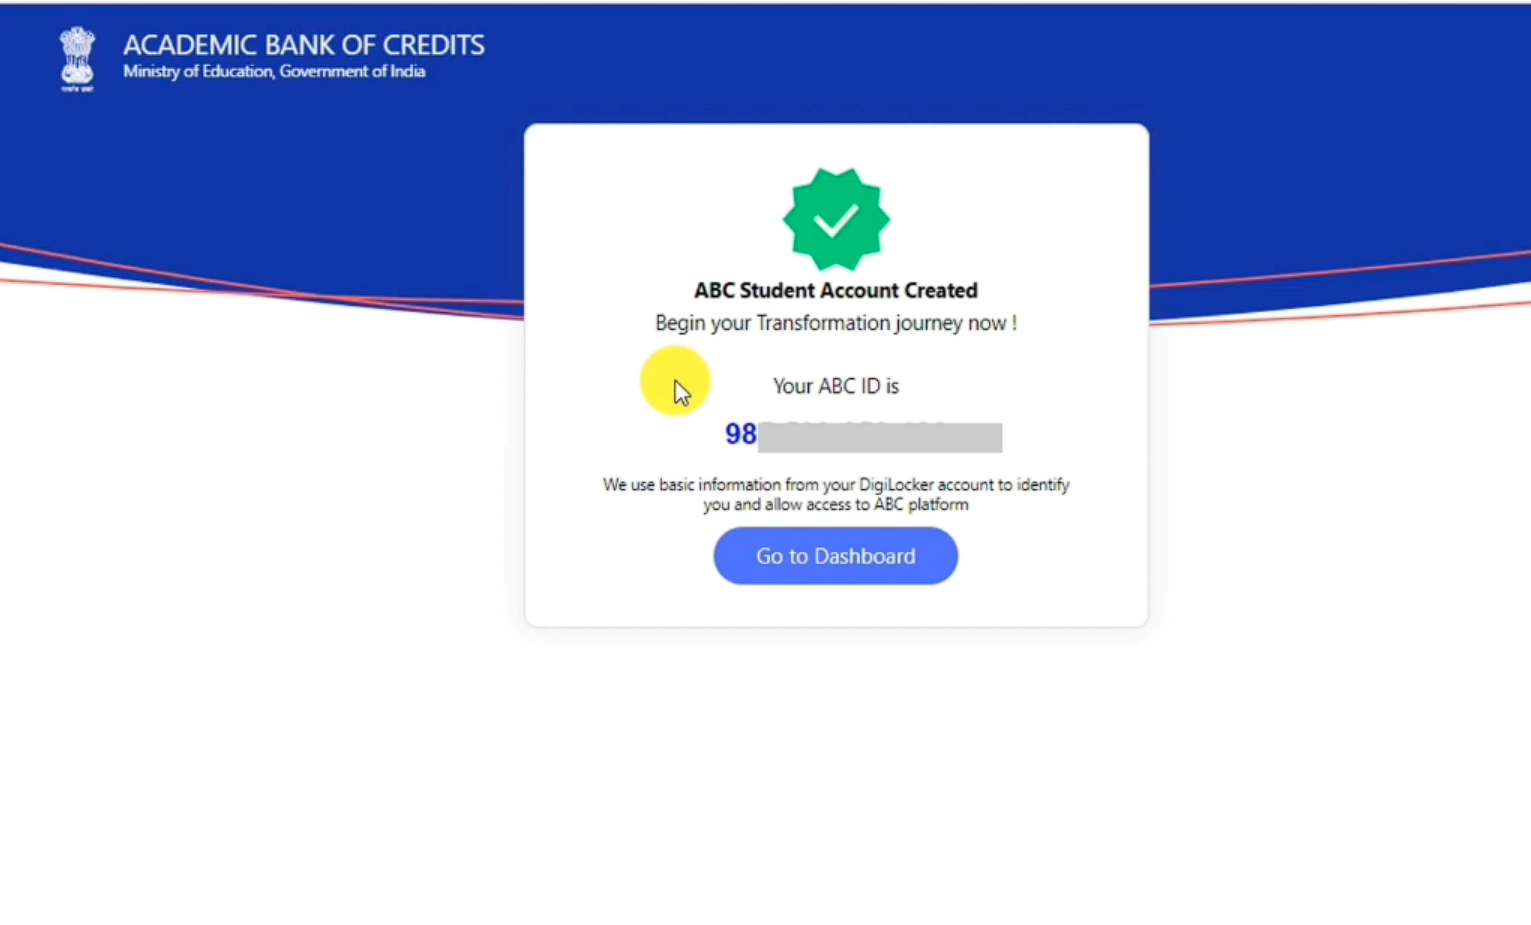 ACADEMIC BANK OF CREDITS
Ministry of Education, Government of India
ABC Student Account Created
Begin your Transformation journey now !
Your ABC ID is
98
We use basic information from your DigiLocker account to identify
you and allow access to ABC platform
Go to Dashboard